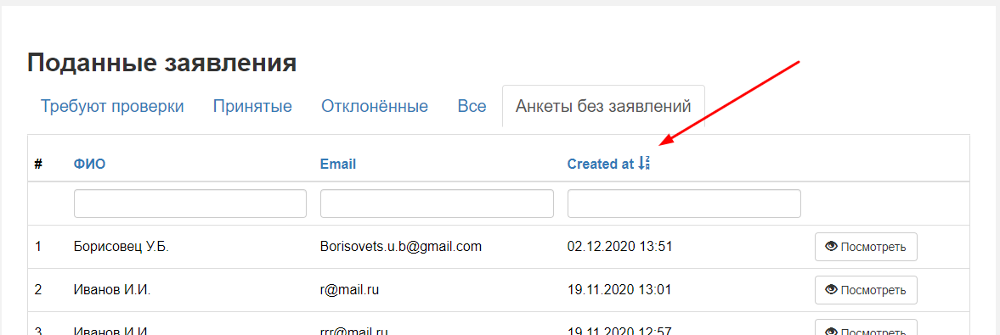 Поданные заявления
Требуют проверки Принятые Отклонённые Все Анкеты без заявлений
# ФИО Email Created at
1 Борисовец У.Б. Borisovets.u.b@gmail.com 02.12.2020 13:51 Посмотреть
2 Иванов И.И. r@mail.ru 19.11.2020 13:01 Посмотреть
3 Иванов И.И. rrr@mail.ru 19.11.2020 12:57 Посмотреть